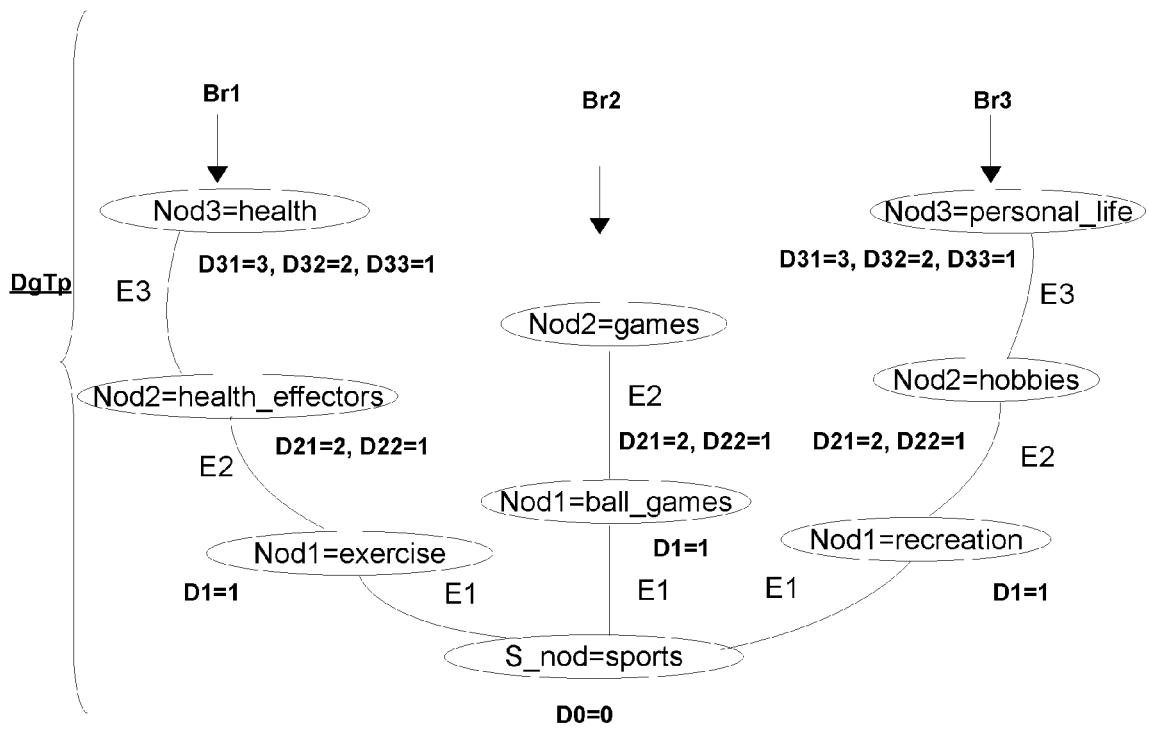 Br1
Br2
Br3
Nod3=health
Nod3=personal_life
D31=3, D32=2, D33=1
D31=3, D32=2, D33=1
DgTp
E3
E3
Nod2=games
Nod2=health_effectors
Nod2=hobbies
E2
D21=2, D22=1
D21=2, D22=1
D21=2, D22=1
E2
E2
Nod1=ball_games
Nod1=exercise
Nod1=recreation
D1=1
D1=1
E1
E1
E1
D1=1
S_nod=sports
D0=0